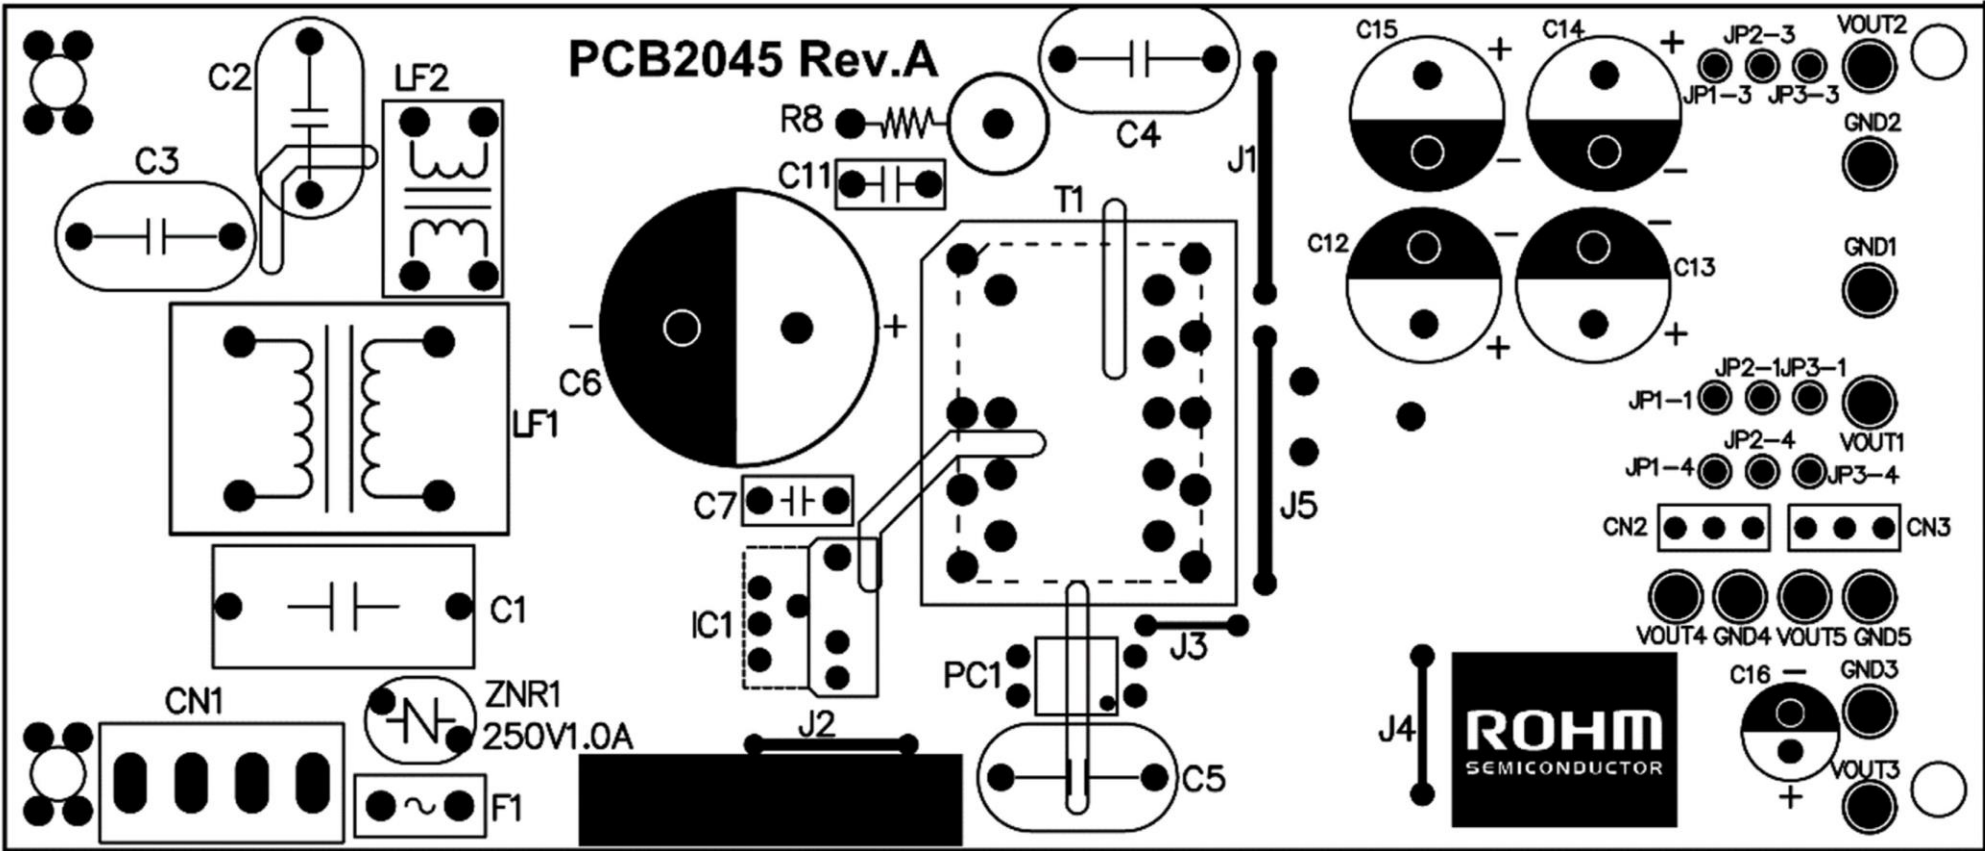 PCB2045 Rev.A
C2
LF2
C3
R8
C11
C4
J1
T1
C15
C14
JP2-3
VOUT2
JP1-3
JP3-3
GND2
C12
C13
GND1
C6
-
+
LF1
C7
J5
JP2-1
JP3-1
JP1-1
VOUT1
JP2-4
JP1-4
JP3-4
CN2
CN3
C1
IC1
J3
VOUT4
GND4
VOUT5
GND5
PC1
C16
GND3
CN1
ZNR1
250V1.0A
J2
J4
ROHM
SEMICONDUCTOR
VOUT3
F1
C5